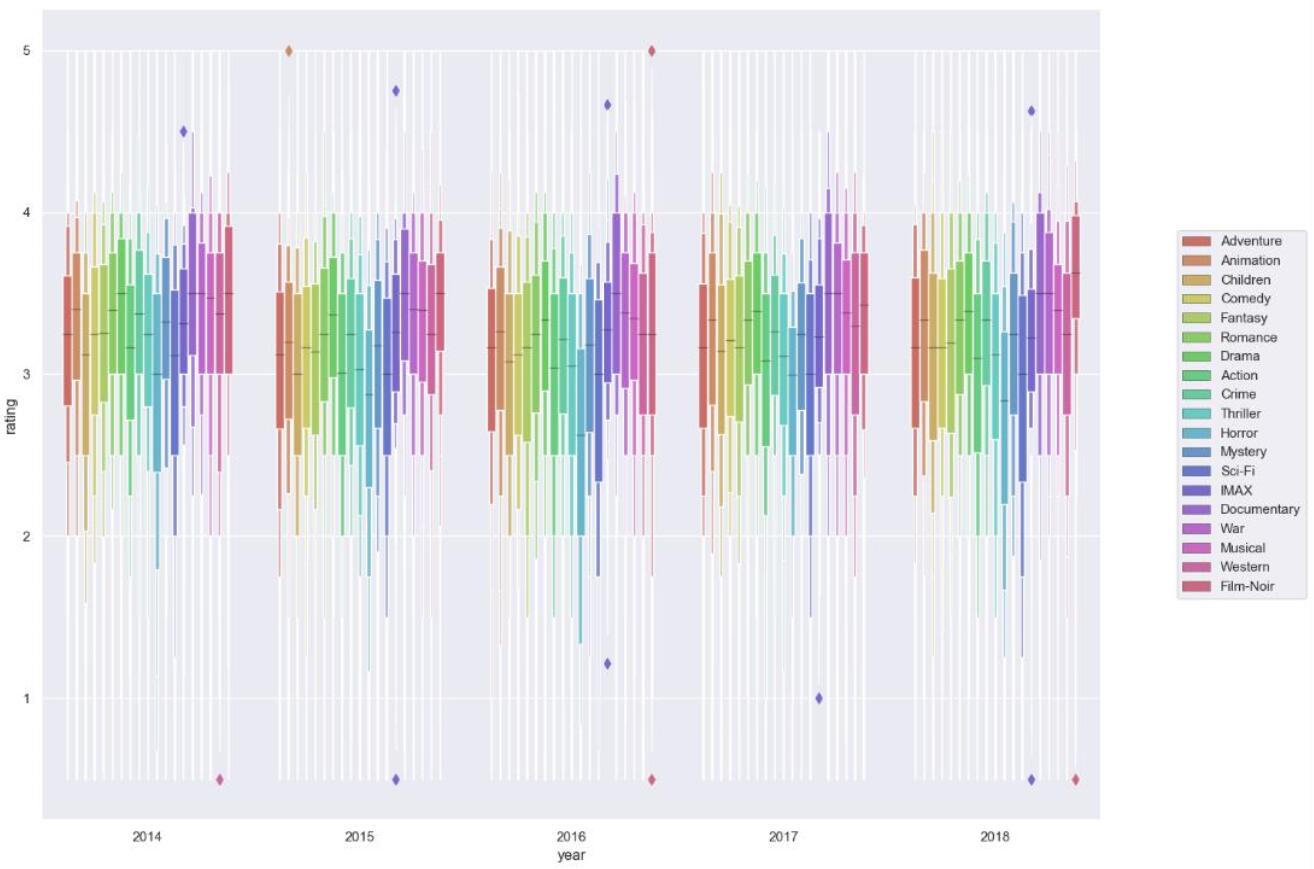 5
4
3
2
1
rating
2014
2015
2016
2017
2018
year
Adventure
Animation
Children
Comedy
Fantasy
Romance
Drama
Action
Crime
Thriller
Horror
Mystery
Sci-Fi
IMAX
Documentary
War
Musical
Western
Film-Noir